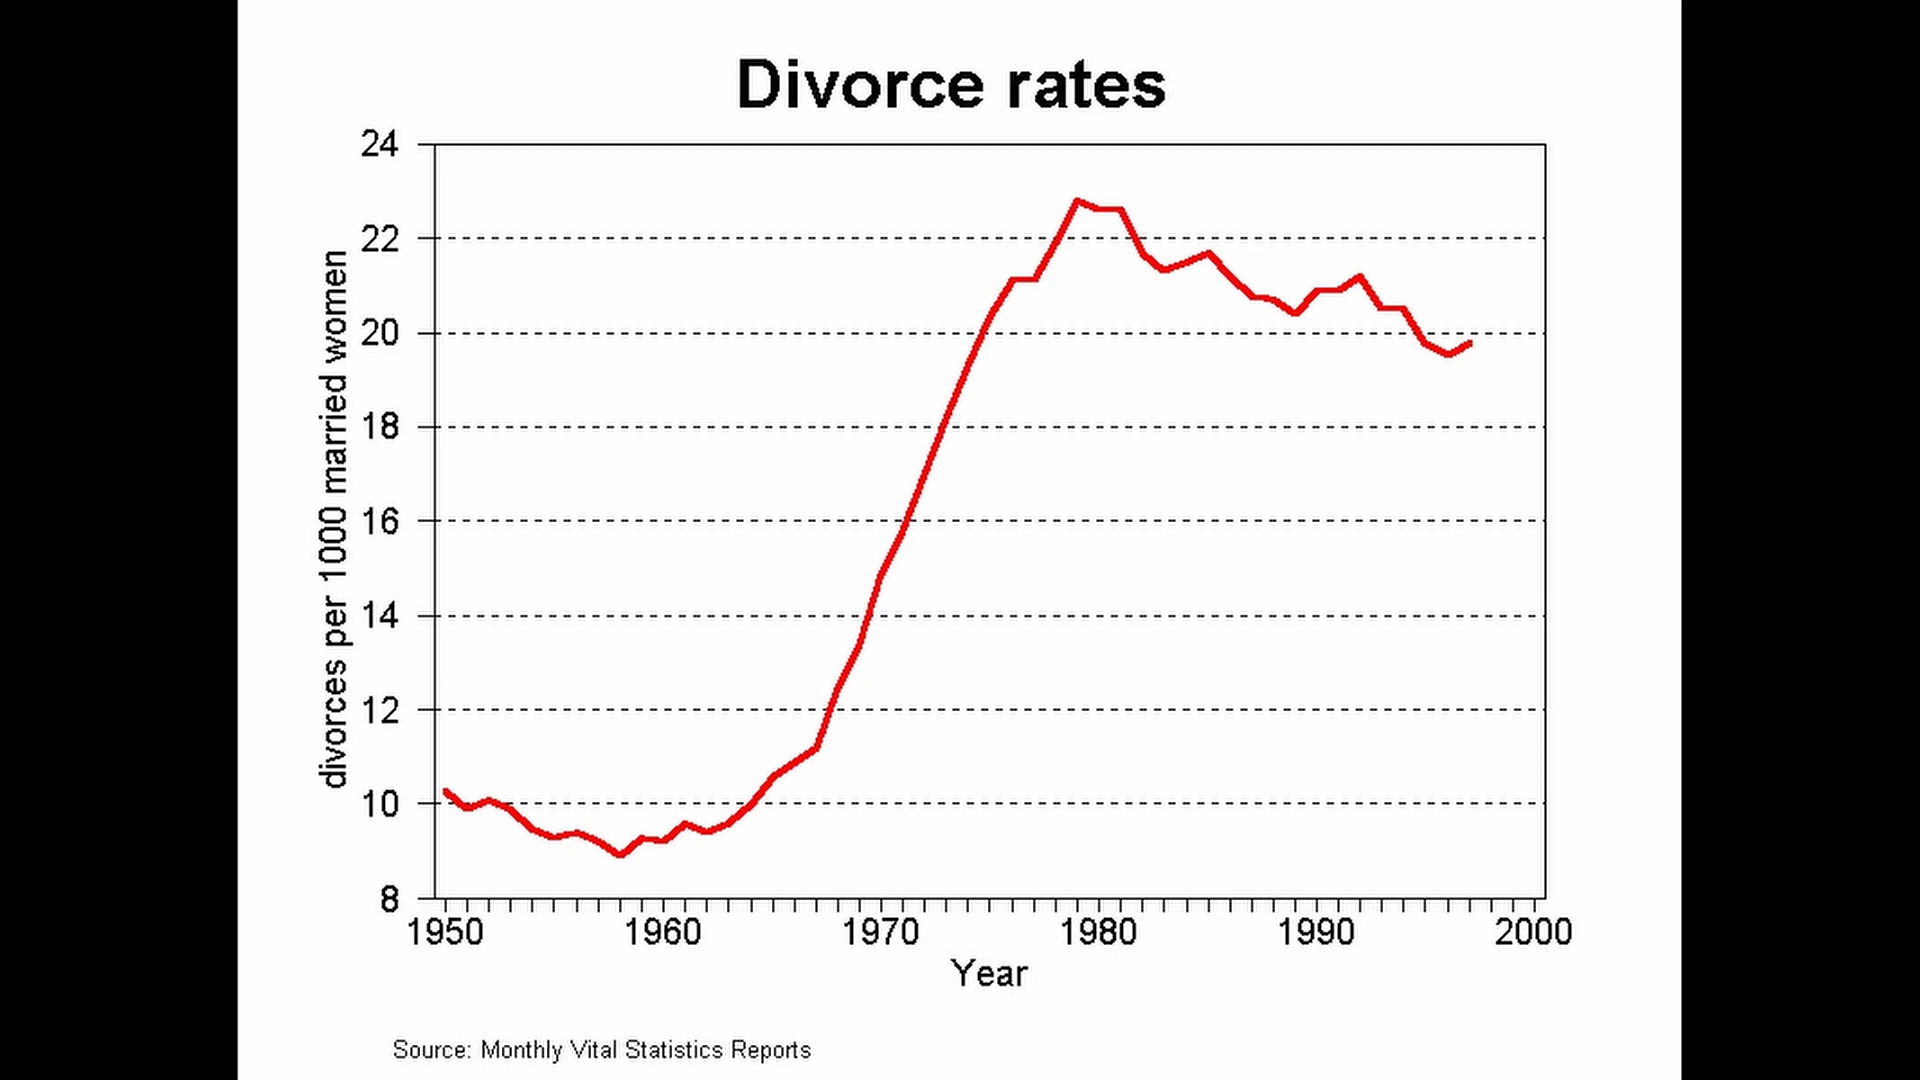 Divorce rates
24
22
20
18
16
14
12
10
8
divorces per 1000 married women
1950 1960 1970 1980 1990 2000
Year
Source: Monthly Vital Statistics Reports